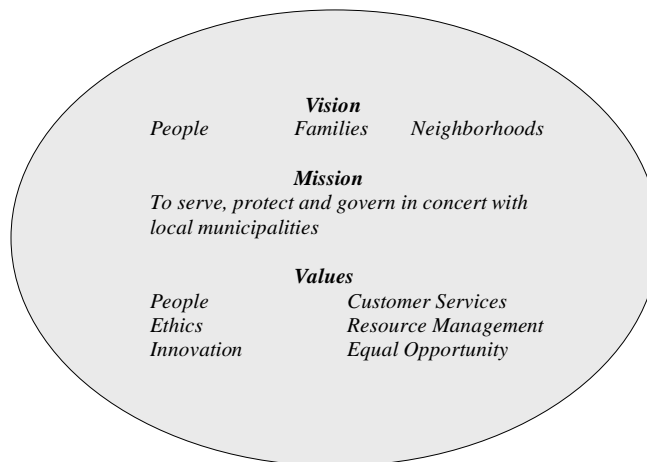 Vision
People Families Neighborhoods
Mission
To serve, protect and govern in concert with
local municipalities
Values
People Customer Services
Ethics Resource Management
Innovation Equal Opportunity